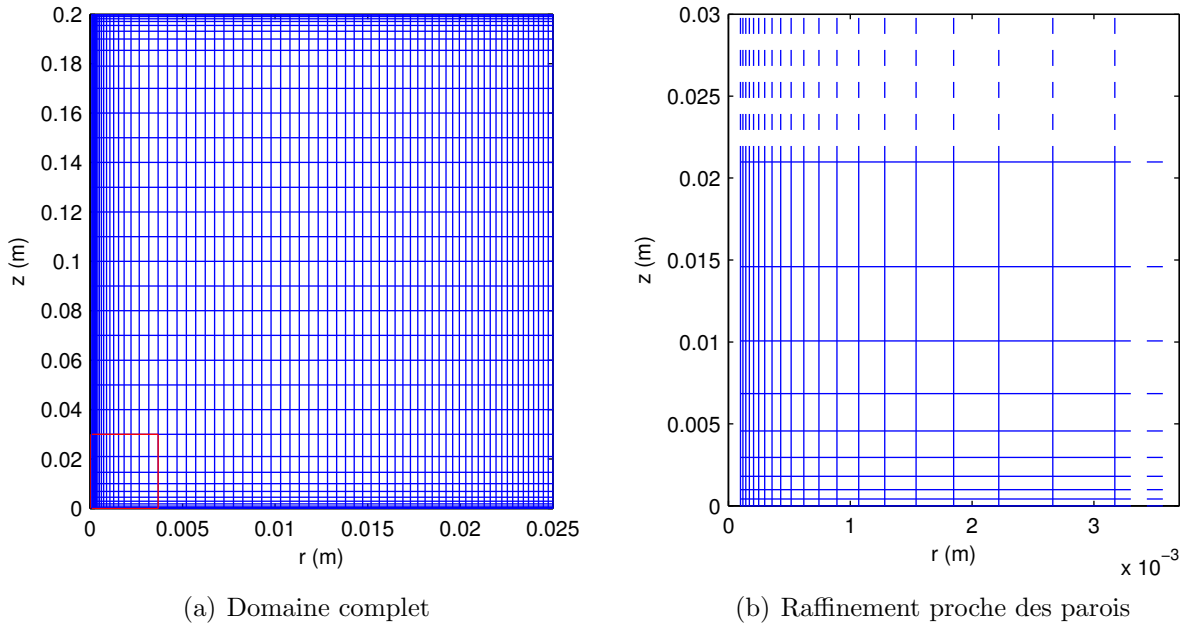 0.2
0.18
0.16
0.14
0.12
0.1
0.08
0.06
0.04
0.02
0
z (m)
0 0.005 0.01 0.015 0.02 0.025
r (m)
(a) Domaine complet
0.03
0.025
0.02
0.015
0.01
0.005
0
z (m)
0 1 2 3
r (m)
x 10⁻³
(b) Raffinement proche des parois